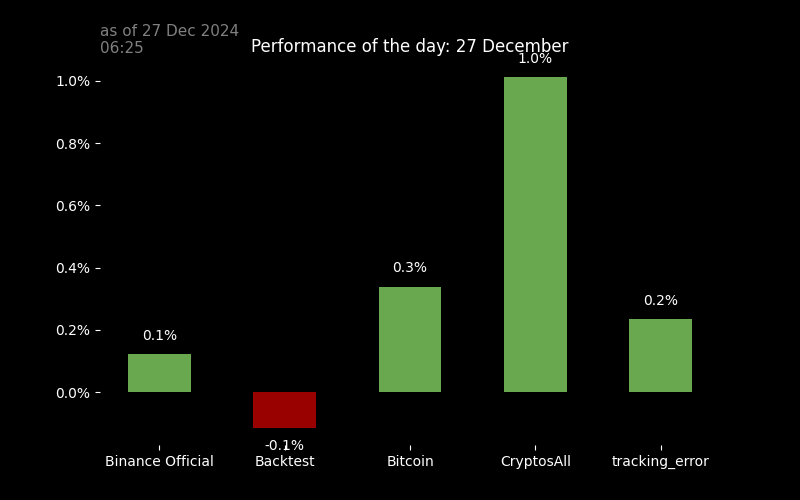 as of 27 Dec 2024
06:25
Performance of the day: 27 December
1.0%
1.0%
0.8%
0.6%
0.4%
0.3%
0.2%
0.2%
0.1%
0.0%
-0.1%
Binance Official
Backtest
Bitcoin
CryptosAll
tracking_error